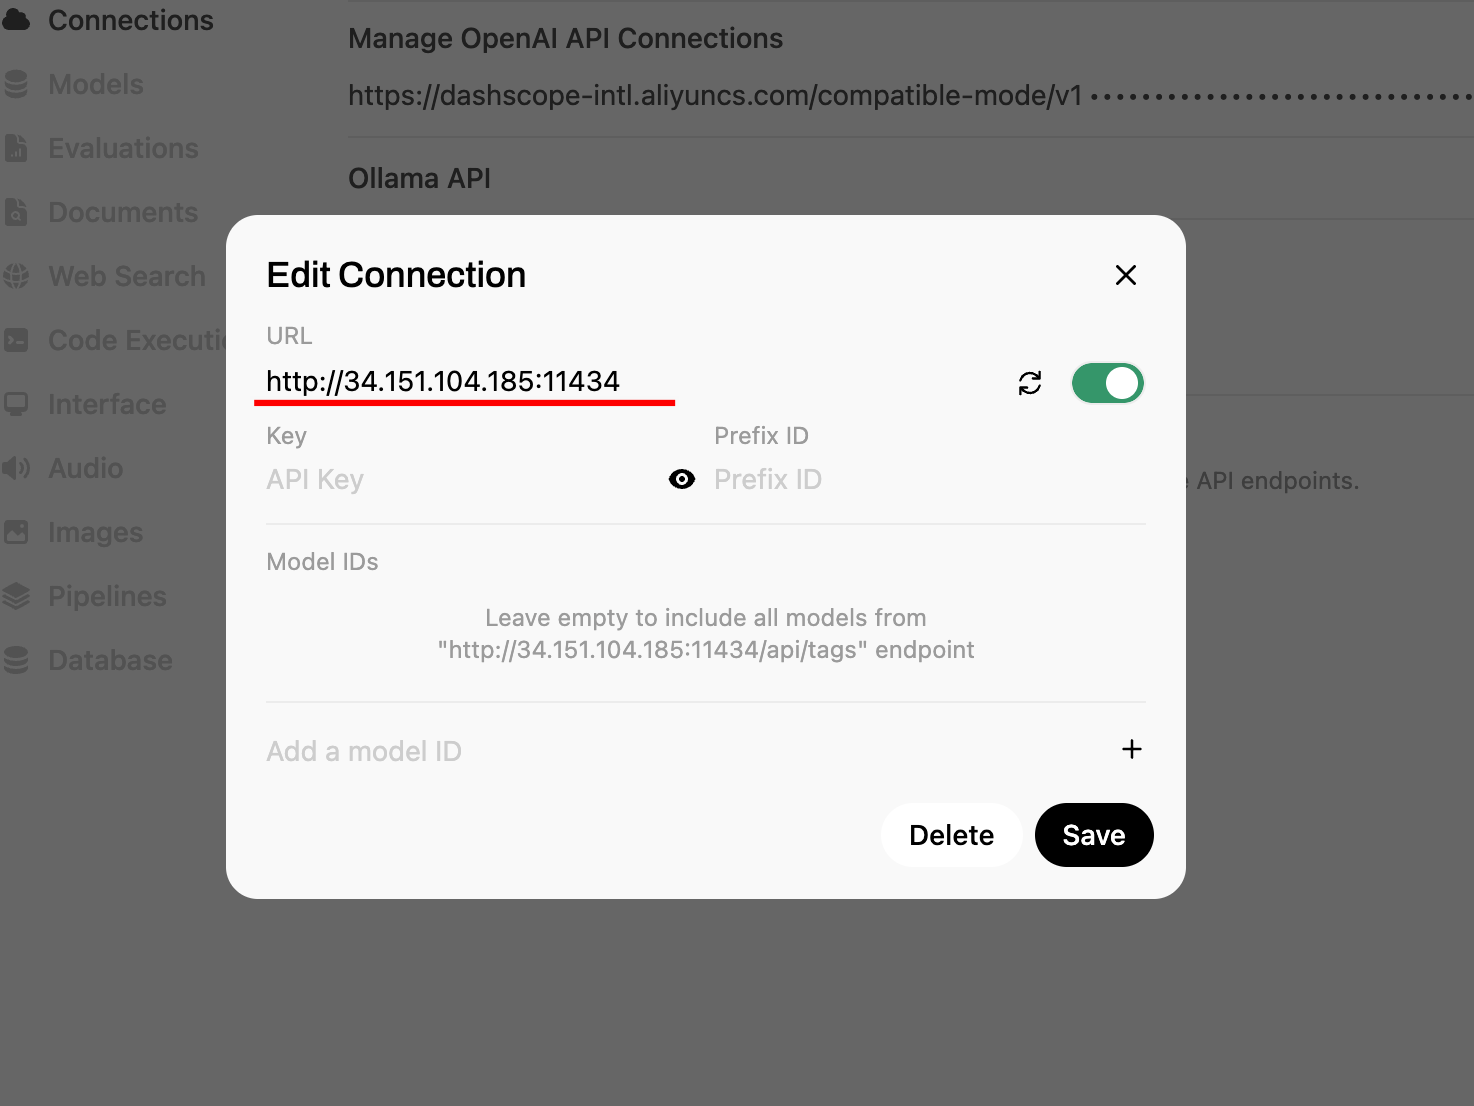 Connections
Models
Evaluations
Documents
Web Search
Code Executi
Interface
Audio
Images
Pipelines
Database
Manage OpenAI API Connections
https://dashscope-intl.aliyuncs.com/compatible-mode/v1
Ollama API
API endpoints.
Edit Connection
URL
http://34.151.104.185:11434
Key
Prefix ID
API Key
Prefix ID
Model IDs
Leave empty to include all models from
"http://34.151.104.185:11434/api/tags" endpoint
Add a model ID
Delete
Save